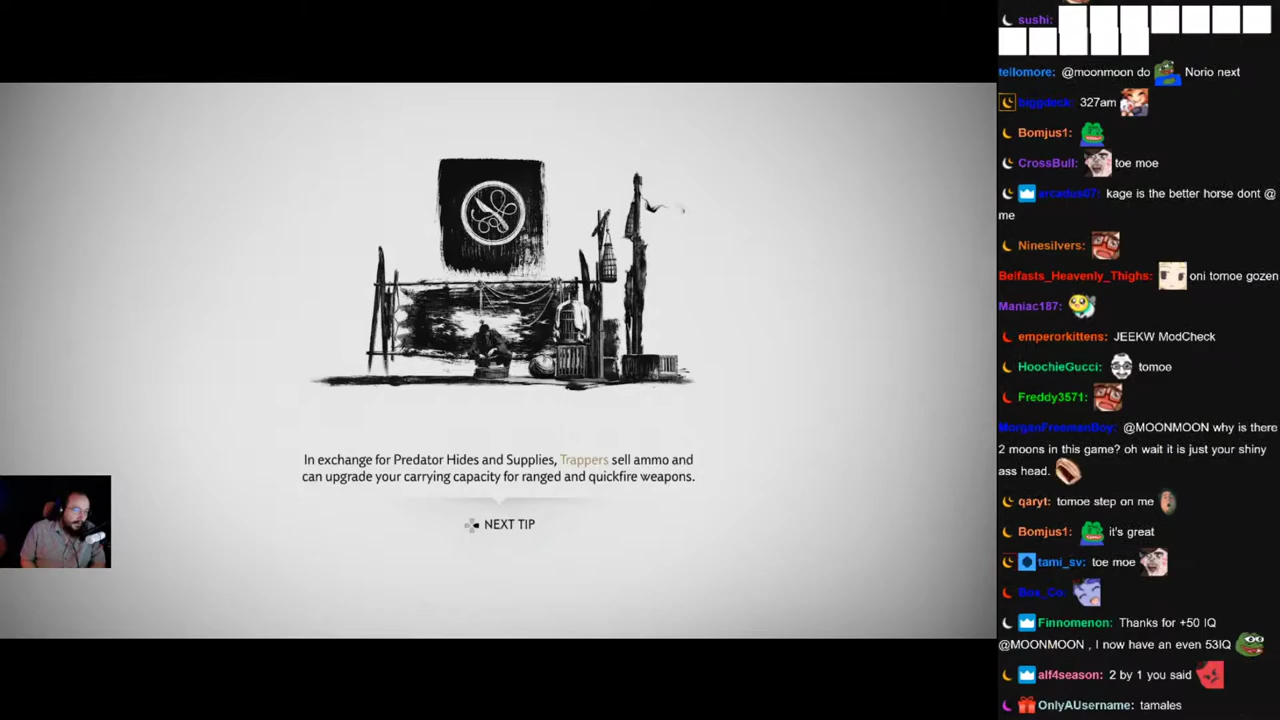 In exchange for Predator Hides and Supplies, Trappers sell ammo and
can upgrade your carrying capacity for ranged and quickfire weapons.
NEXT TIP
sushi:
tellomore: @moonmoon do Norio next
biggdeck: 327am
Bomjus1:
CrossBull: toe moe
arcadus07: kage is the better horse dont @
me
Ninesilvers:
Belfasts_Heavenly_Thighs: oni tomoe gozen
Maniac187:
emperorkittens: JEEKW ModCheck
HoochieGucci: tomoe
Freddy3571:
MorganFreemanBoy: @MOONMOON why is there
2 moons in this game? oh wait it is just your shiny
ass head.
qaryt: tomoe step on me
Bomjus1: it's great
tami_sv: toe moe
Box_Co:
Finnomenon: Thanks for +50 IQ
@MOONMOON , I now have an even 53IQ
alf4season: 2 by 1 you said
OnlyAUsername: tamales